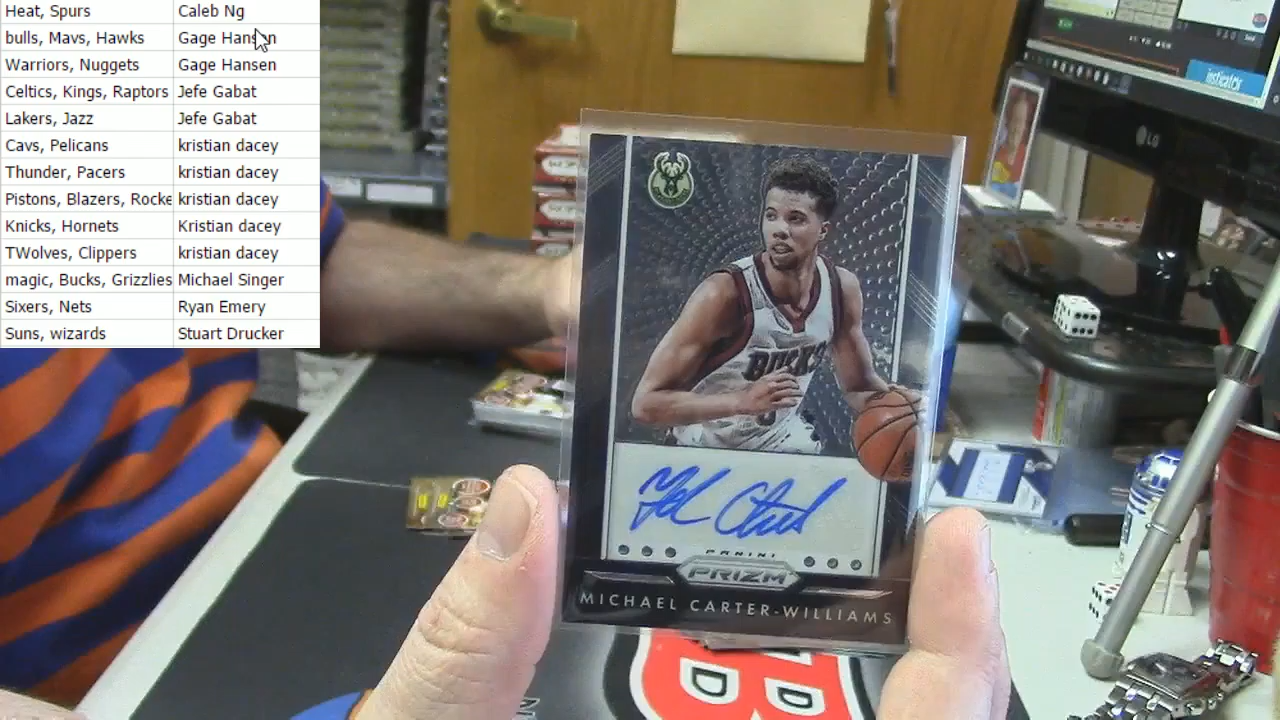 Heat, Spurs Caleb Ng
bulls, Mavs, Hawks Gage Hansen
Warriors, Nuggets Gage Hansen
Celtics, Kings, Raptors Jefe Gabat
Lakers, Jazz Jefe Gabat
Cavs, Pelicans kristian dacey
Thunder, Pacers kristian dacey
Pistons, Blazers, Rocke kristian dacey
Knicks, Hornets Kristian dacey
TWolves, Clippers kristian dacey
magic, Bucks, Grizzlies Michael Singer
Sixers, Nets Ryan Emery
Suns, wizards Stuart Drucker
BUCKS
PANINI
PRIZM
MICHAEL CARTER-WILLIAMS
LG